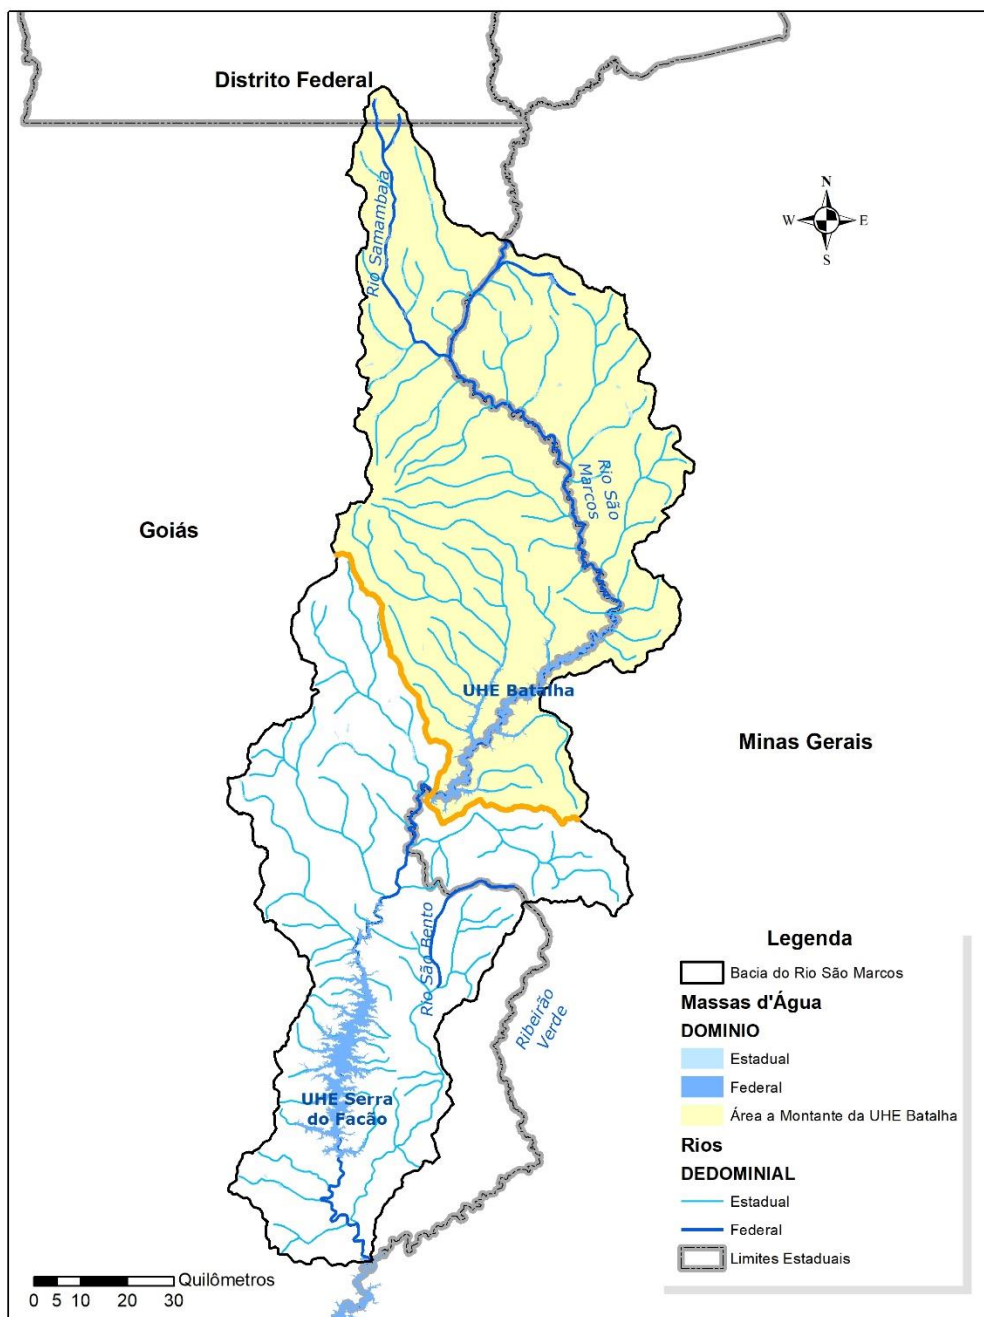 Distrito Federal
Rio Samambaia
N
W
E
S
Rio São
Marcos
Goiás
UHE Batalha
Minas Gerais
Rio São Bento
Ribeirão
Verde
UHE Serra
do Facão
Legenda
Bacia do Rio São Marcos
Massas d'Água
DOMINIO
Estadual
Federal
Área a Montante da UHE Batalha
Rios
DEDOMINIAL
Estadual
Federal
Limites Estaduais
Quilômetros
0 5 10 20 30